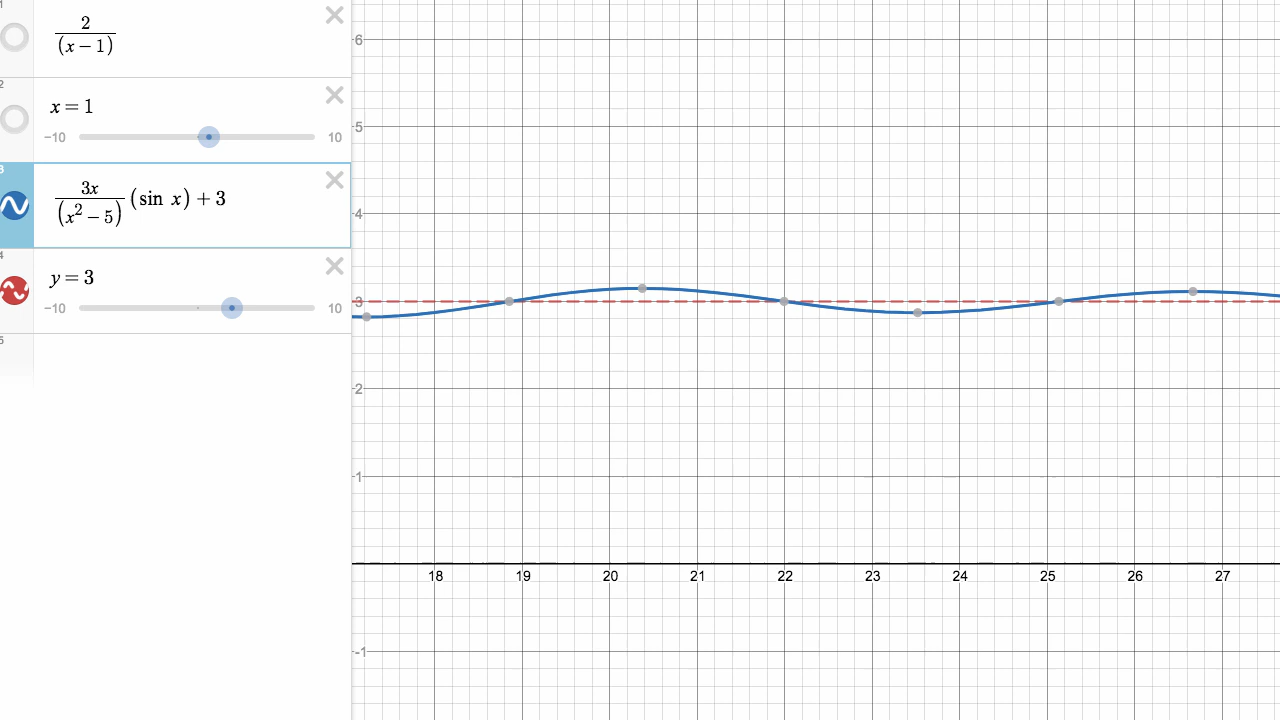 1
2
(x − 1)
2
x = 1
−10
10
3
3x
(x² − 5)
(sin x) + 3
4
y = 3
−10
10
5
6
5
4
3
2
1
-1
18 19 20 21 22 23 24 25 26 27